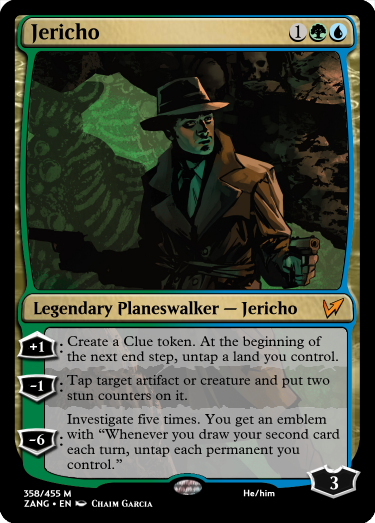 Jericho 1
Legendary Planeswalker — Jericho
+1: Create a Clue token. At the beginning of
the next end step, untap a land you control.
-1: Tap target artifact or creature and put two
stun counters on it.
Investigate five times. You get an emblem
-6: with “Whenever you draw your second card
each turn, untap each permanent you
control.”
3
358/455 M He/him
ZANG • EN Chaim Garcia